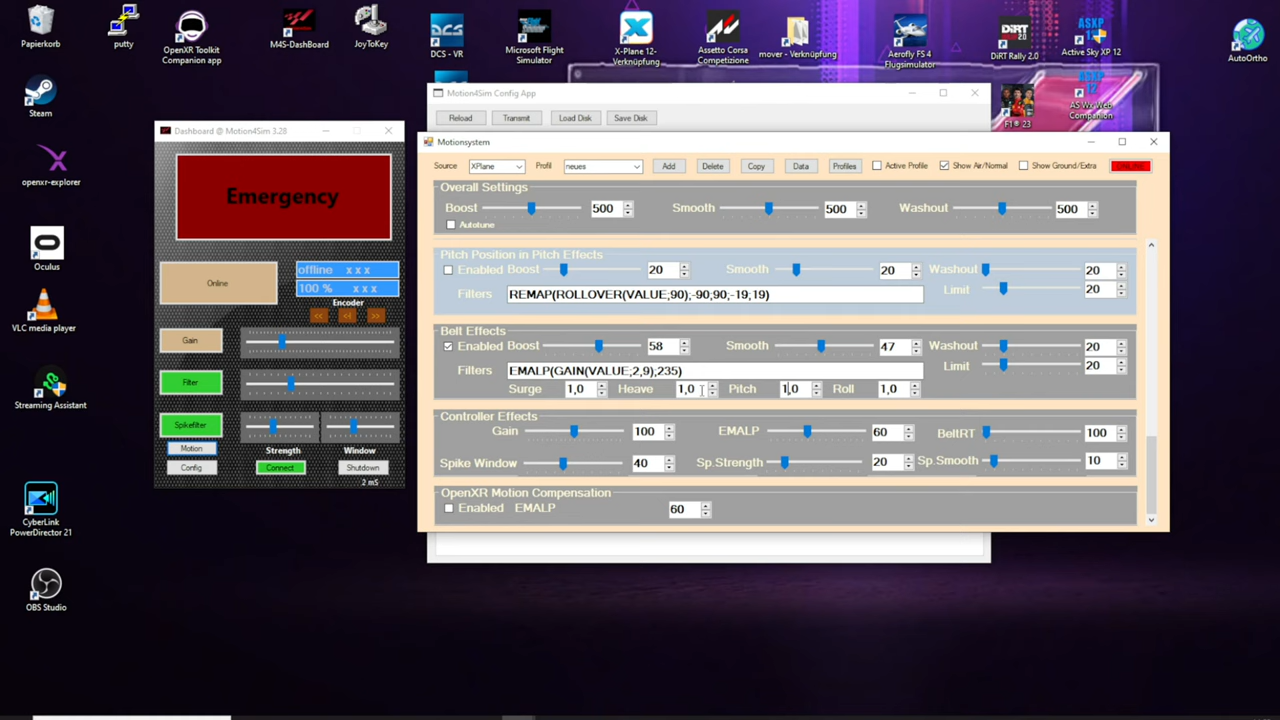 Papierkorb
putty
OpenXR Toolkit
Companion app
M4S-DashBoard
JoyToKey
DCS - VR
Microsoft Flight
Simulator
X-Plane 12-
Verknüpfung
Assetto Corsa
Competizione
mover - Verknüpfung
Aerofly FS 4
Flugsimulator
DiRT Rally 2.0
ASXP
12
Active Sky XP 12
AutoOrtho
Steam
openxr-explorer
Oculus
VLC media player
Streaming Assistant
CyberLink
PowerDirector 21
OBS Studio
ASXP
12
AS Wx Web
Companion
F1® 23
Motion4Sim Config App
Reload Transmit Load Disk Save Disk
Dashboard @ Motion4Sim 3.28
Emergency
Online
offline x x x
100 % x x x
Encoder
<< <| >>
Gain
Filter
Spikefilter
Motion Strength Window
Config Connect Shutdown
2 mS
Motionsystem
Source XPlane Profil neues Add Delete Copy Data Profiles Active Profile Show Air/Normal Show Ground/Extra
Overall Settings
Boost 500 Smooth 500 Washout 500
Autotune
Pitch Position in Pitch Effects
Enabled Boost 20 Smooth 20 Washout 20
Filters REMAP(ROLLOVER(VALUE;90);-90;90;-19;19) Limit 20
Belt Effects
Enabled Boost 58 Smooth 47 Washout 20
Filters EMALP(GAIN(VALUE;2,9);235) Limit 20
Surge 1,0 Heave 1,0 Pitch 1,0 Roll 1,0
Controller Effects
Gain 100 EMALP 60 BeltRT 100
Spike Window 40 Sp.Strength 20 Sp.Smooth 10
OpenXR Motion Compensation
Enabled EMALP 60